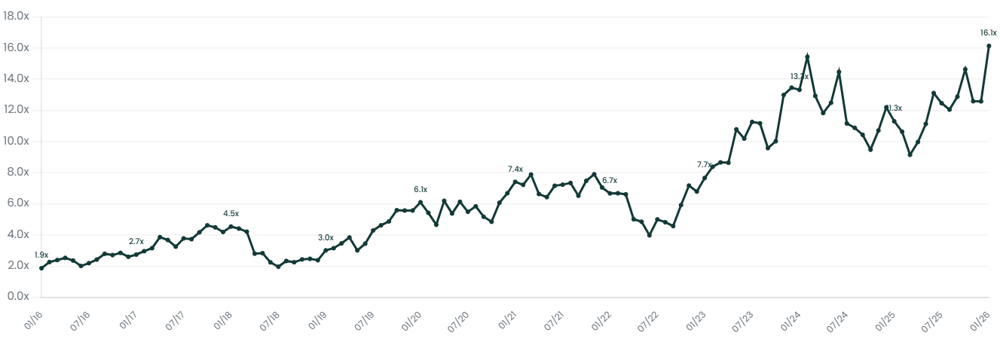 18.0x
16.0x
14.0x
12.0x
10.0x
8.0x
6.0x
4.0x
2.0x
0.0x
1.9x
2.7x
4.5x
3.0x
6.1x
7.4x
6.7x
7.7x
13.3x
11.3x
16.1x
01/16
07/16
01/17
07/17
01/18
07/18
01/19
07/19
01/20
07/20
01/21
07/21
01/22
07/22
01/23
07/23
01/24
07/24
01/25
07/25
01/26